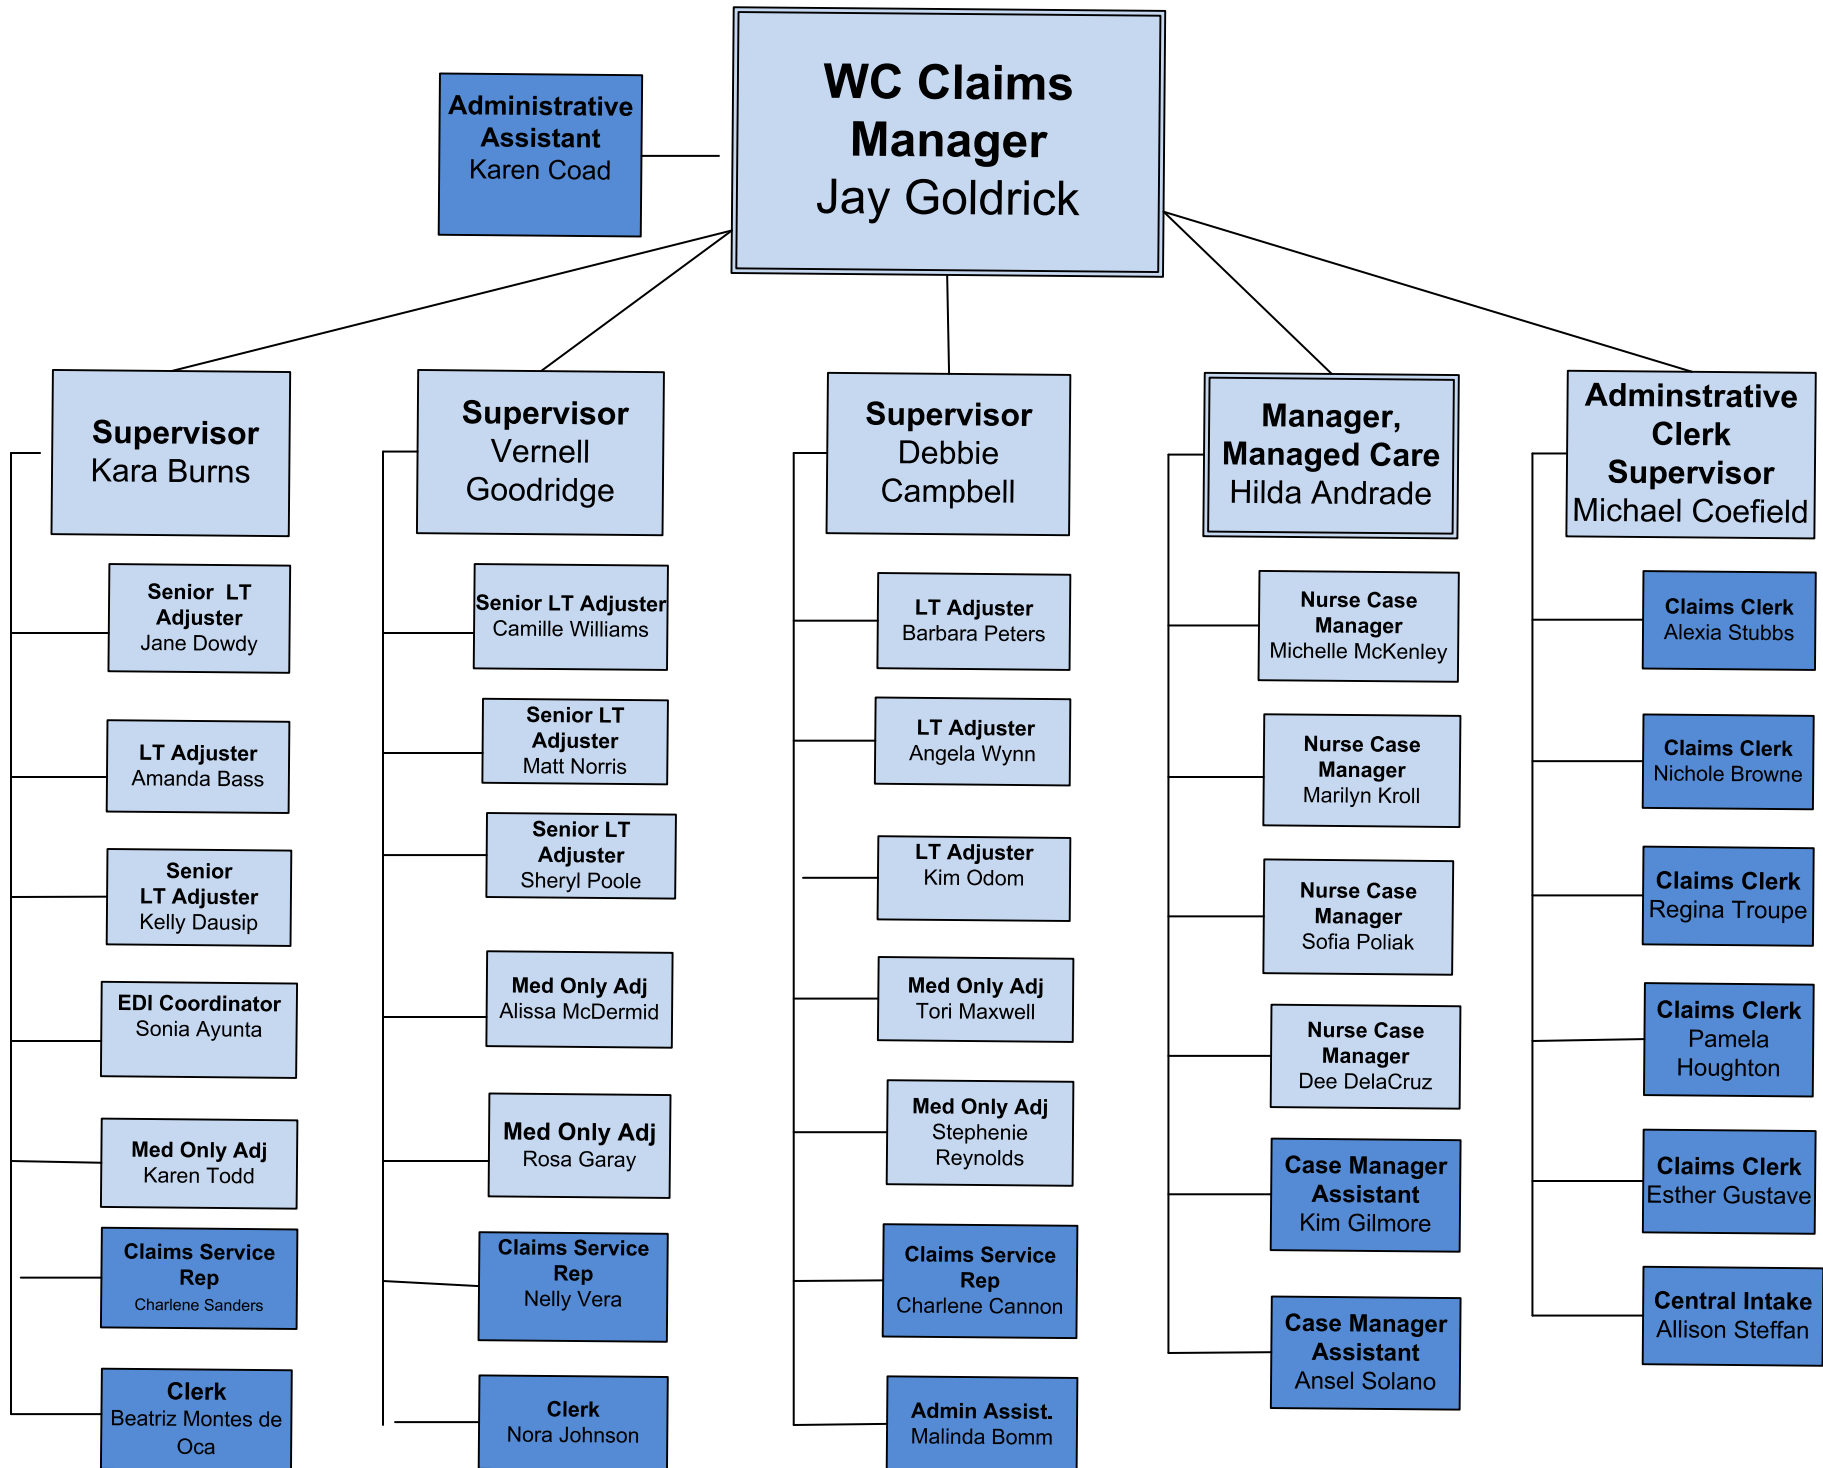 WC Claims
Manager
Jay Goldrick
Administrative
Assistant
Karen Coad
Supervisor
Kara Burns
Senior  LT
Adjuster
Jane Dowdy
LT Adjuster
Amanda Bass
Senior
LT Adjuster
Kelly Dausip
EDI Coordinator
Sonia Ayunta
Med Only Adj
Karen Todd
Claims Service
Rep
Charlene Sanders
Clerk
Beatriz Montes de
Oca
Supervisor
Vernell
Goodridge
Senior LT Adjuster
Camille Williams
Senior LT
Adjuster
Matt Norris
Senior LT
Adjuster
Sheryl Poole
Med Only Adj
Alissa McDermid
Med Only Adj
Rosa Garay
Claims Service
Rep
Nelly Vera
Clerk
Nora Johnson
Supervisor
Debbie
Campbell
LT Adjuster
Barbara Peters
LT Adjuster
Angela Wynn
LT Adjuster
Kim Odom
Med Only Adj
Tori Maxwell
Med Only Adj
Stephenie
Reynolds
Claims Service
Rep
Charlene Cannon
Admin Assist.
Malinda Bomm
Manager,
Managed Care
Hilda Andrade
Nurse Case
Manager
Michelle McKenley
Nurse Case
Manager
Marilyn Kroll
Nurse Case
Manager
Sofia Poliak
Nurse Case
Manager
Dee DelaCruz
Case Manager
Assistant
Kim Gilmore
Case Manager
Assistant
Ansel Solano
Adminstrative
Clerk
Supervisor
Michael Coefield
Claims Clerk
Alexia Stubbs
Claims Clerk
Nichole Browne
Claims Clerk
Regina Troupe
Claims Clerk
Pamela
Houghton
Claims Clerk
Esther Gustave
Central Intake
Allison Steffan